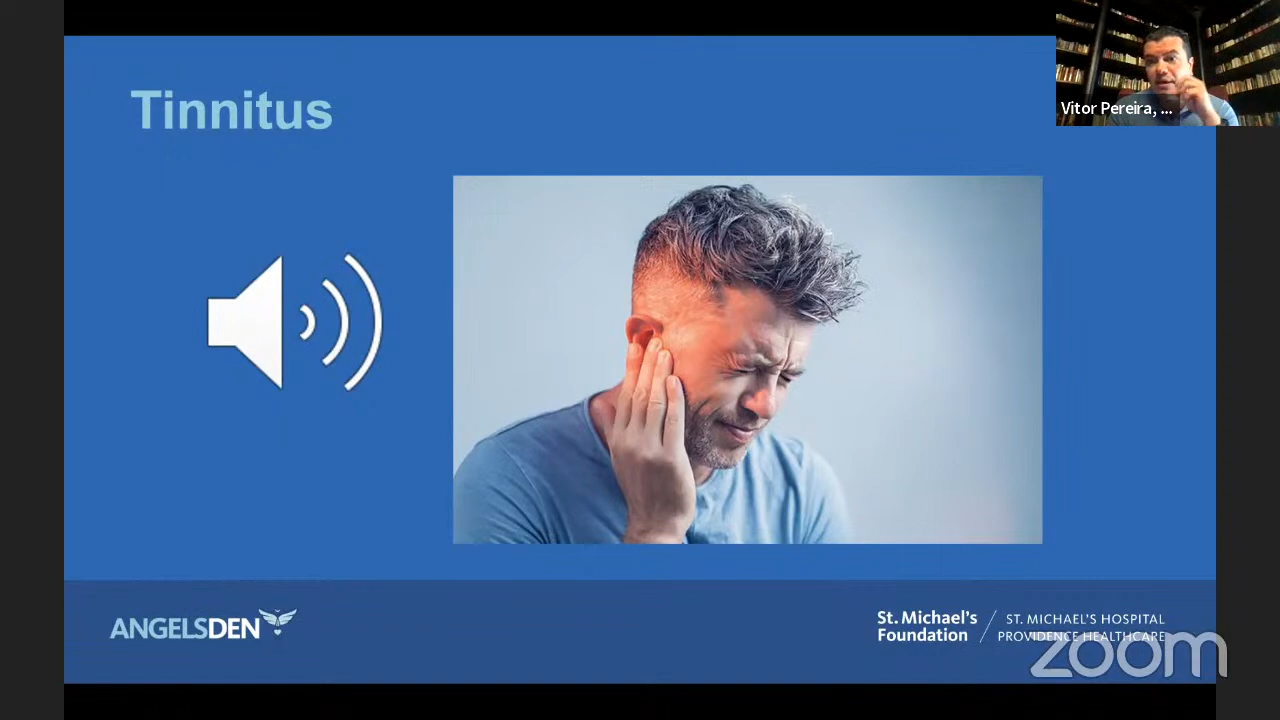 Tinnitus
Vitor Pereira, ...
ANGELSDEN
St. Michael's
Foundation
ST. MICHAEL'S HOSPITAL
PROVIDENCE HEALTHCARE
zoom